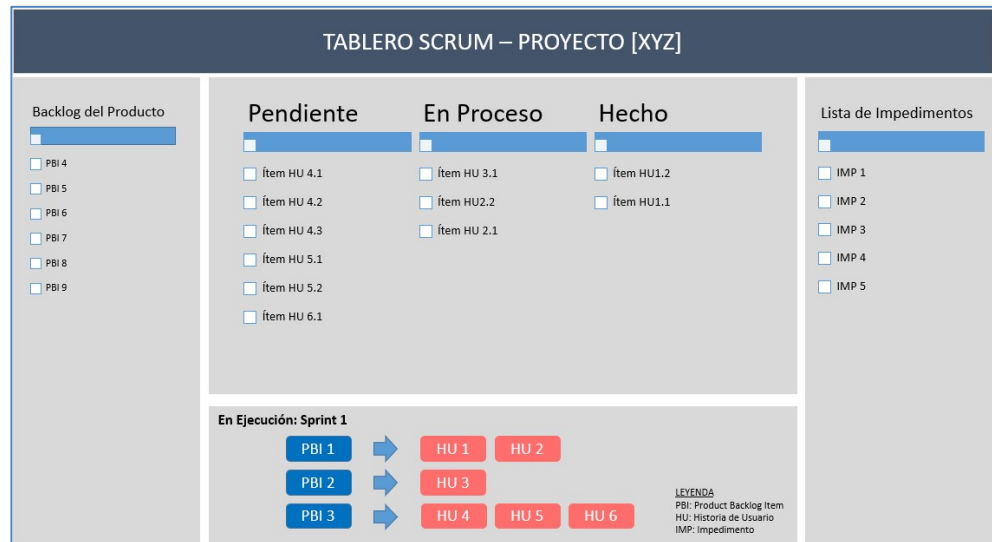 TABLERO SCRUM – PROYECTO [XYZ]
Backlog del Producto
PBI 4
PBI 5
PBI 6
PBI 7
PBI 8
PBI 9
Pendiente
Ítem HU 4.1
Ítem HU 4.2
Ítem HU 4.3
Ítem HU 5.1
Ítem HU 5.2
Ítem HU 6.1
En Proceso
Ítem HU 3.1
Ítem HU2.2
Ítem HU 2.1
Hecho
Ítem HU1.2
Ítem HU1.1
Lista de Impedimentos
IMP 1
IMP 2
IMP 3
IMP 4
IMP 5
En Ejecución: Sprint 1
PBI 1 HU 1 HU 2
PBI 2 HU 3
PBI 3 HU 4 HU 5 HU 6
LEYENDA
PBI: Product Backlog Item
HU: Historia de Usuario
IMP: Impedimento